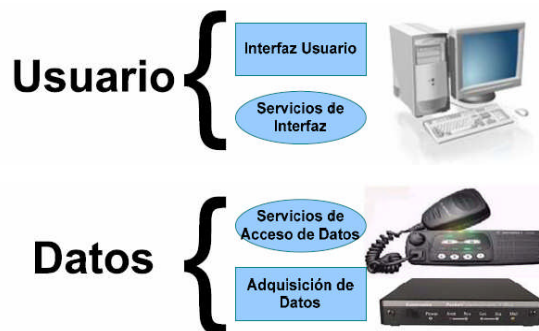 Usuario
Interfaz Usuario
Servicios de
Interfaz
Datos
Servicios de
Acceso de Datos
Adquisición de
Datos